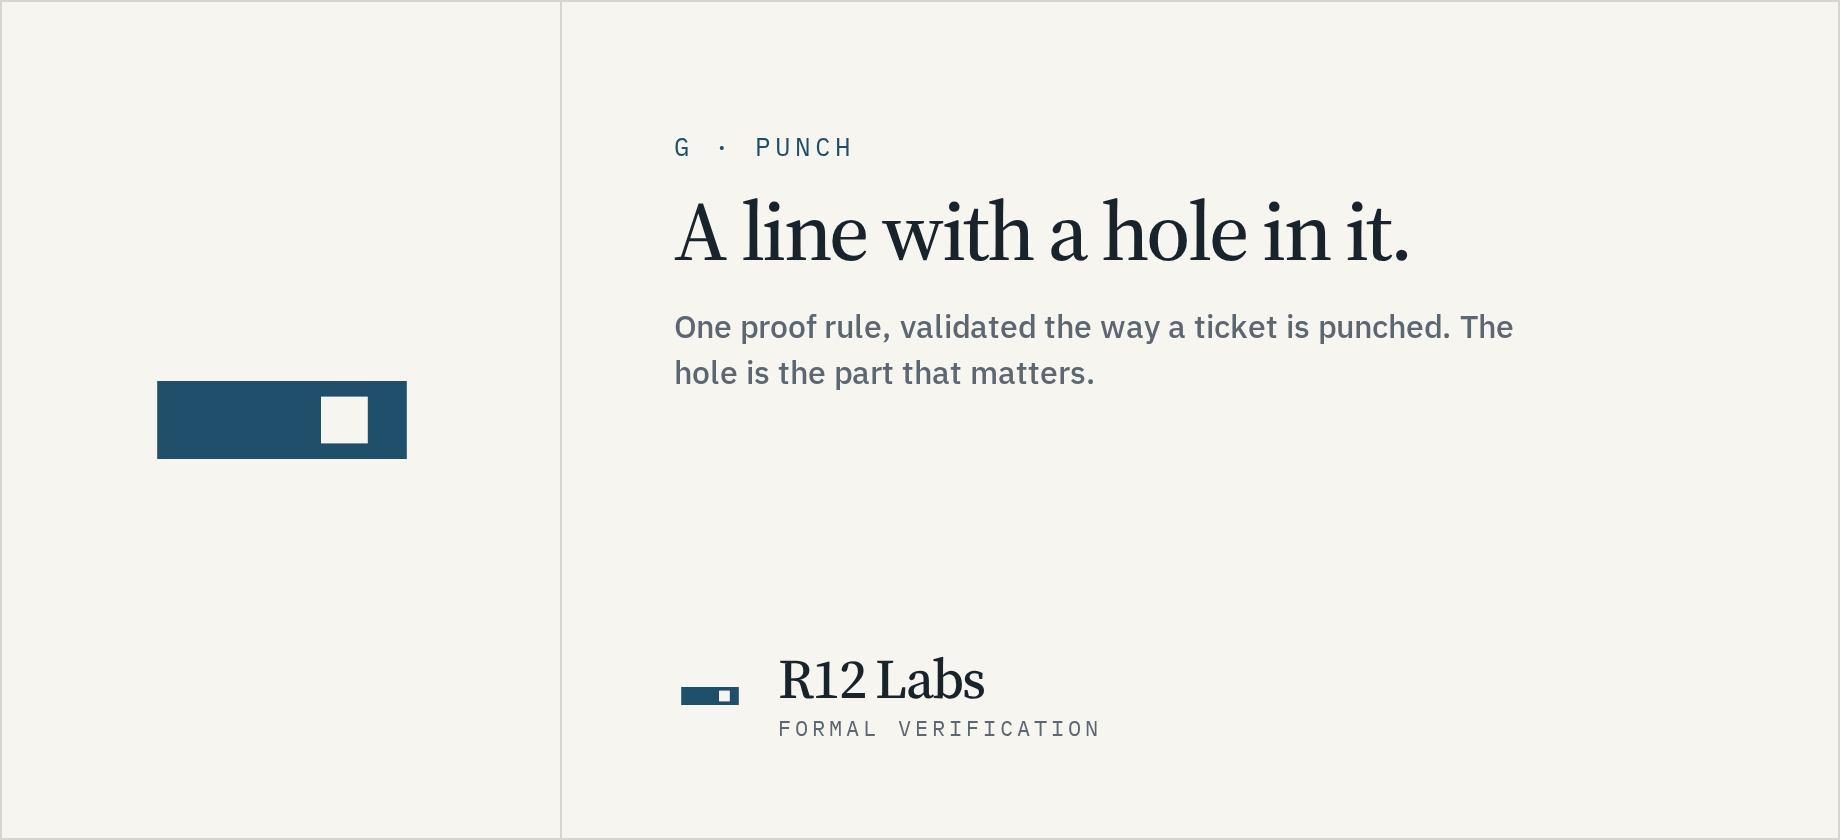 G · PUNCH
A line with a hole in it.
One proof rule, validated the way a ticket is punched. The
hole is the part that matters.
R12 Labs
FORMAL VERIFICATION